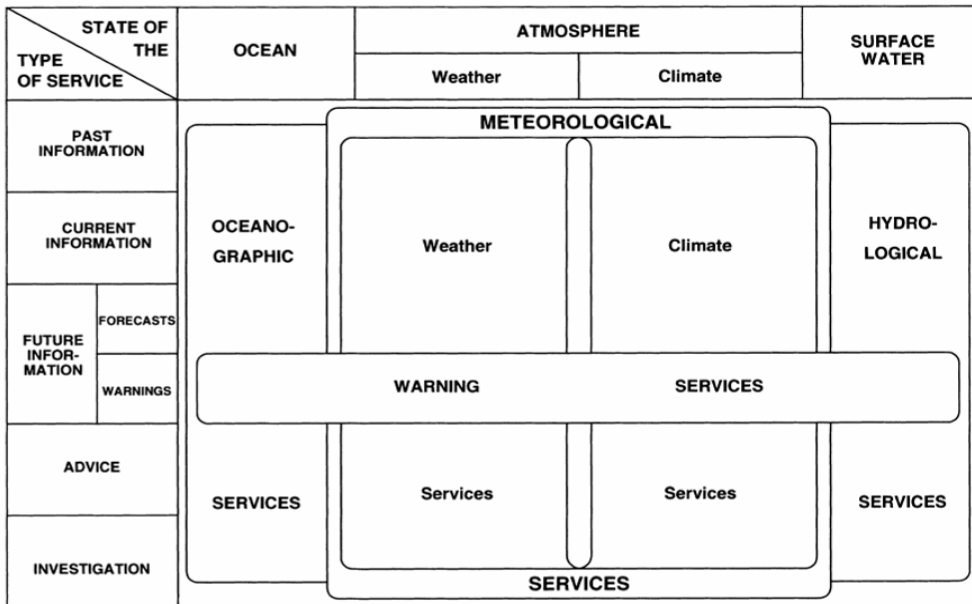 STATE OF
THE
TYPE
OF SERVICE
OCEAN
ATMOSPHERE
Weather
Climate
SURFACE
WATER
PAST
INFORMATION
CURRENT
INFORMATION
FUTURE
INFOR-
MATION
FORECASTS
WARNINGS
ADVICE
INVESTIGATION
METEOROLOGICAL
OCEANO-
GRAPHIC
Weather
Climate
HYDRO-
LOGICAL
WARNING SERVICES
SERVICES
Services
Services
SERVICES
SERVICES